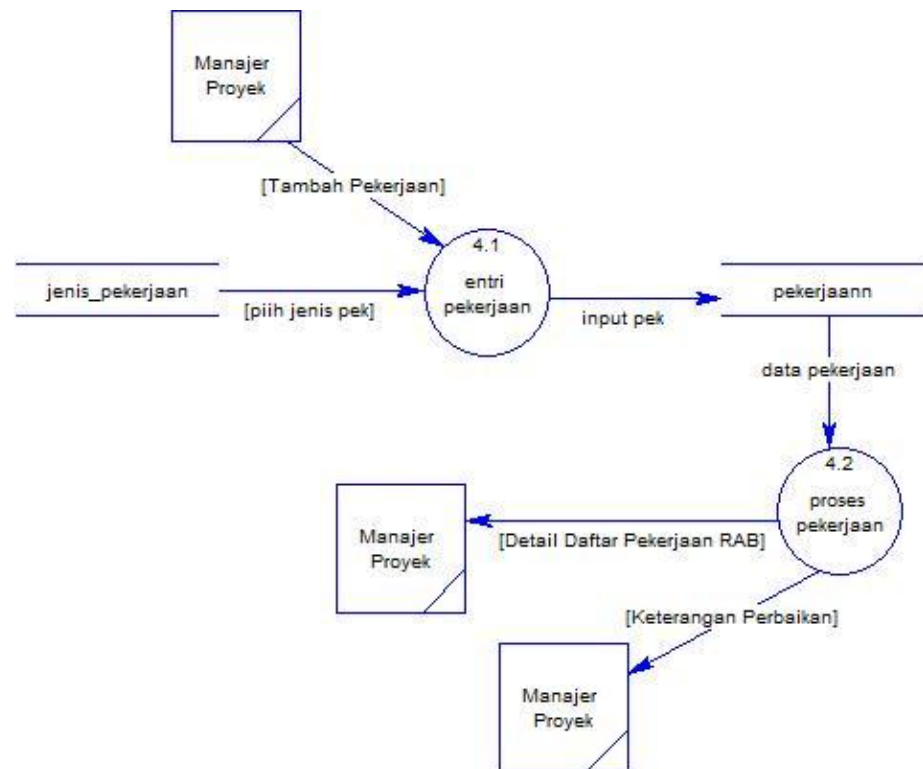 Manajer
Proyek
[Tambah Pekerjaan]
4.1
entri
pekerjaan
jenis_pekerjaan
[piih jenis pek]
input pek
pekerjaann
data pekerjaan
4.2
proses
pekerjaan
Manajer
Proyek
[Detail Daftar Pekerjaan RAB]
[Keterangan Perbaikan]
Manajer
Proyek